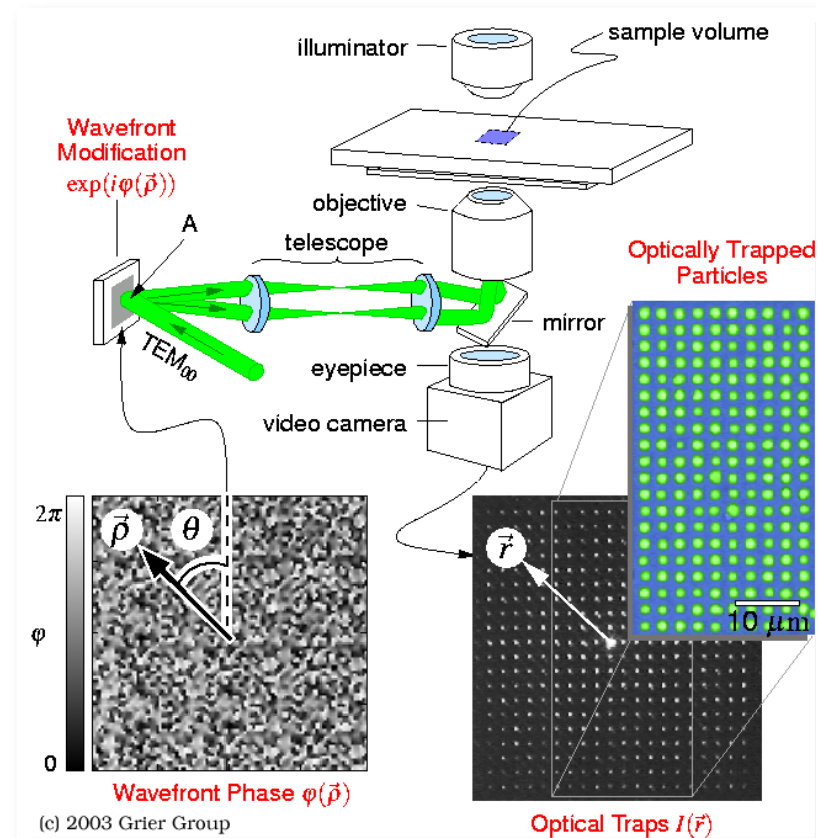 sample volume
illuminator
Wavefront
Modification
exp(iφ(ρ⃗))
A
objective
telescope
Optically Trapped
Particles
mirror
TEM₀₀
eyepiece
video camera
2π
ρ⃗
θ
r⃗
10 μm
φ
0
Wavefront Phase φ(ρ⃗)
(c) 2003 Grier Group
Optical Traps I(r⃗)